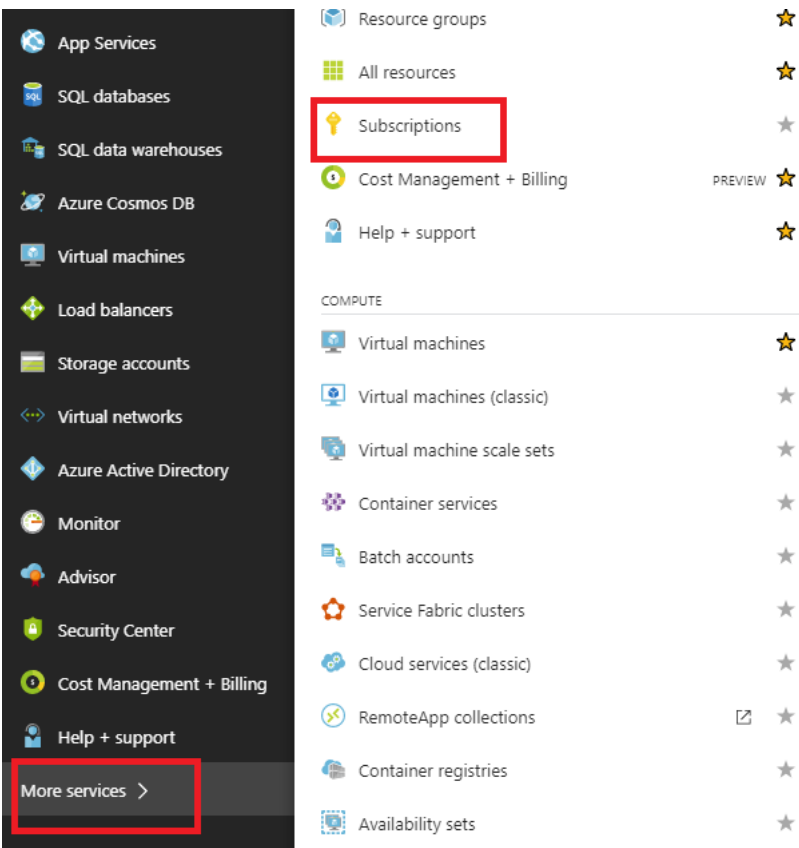 App Services
SQL databases
SQL data warehouses
Azure Cosmos DB
Virtual machines
Load balancers
Storage accounts
Virtual networks
Azure Active Directory
Monitor
Advisor
Security Center
Cost Management + Billing
Help + support
More services
Resource groups
All resources
Subscriptions
Cost Management + Billing PREVIEW
Help + support
COMPUTE
Virtual machines
Virtual machines (classic)
Virtual machine scale sets
Container services
Batch accounts
Service Fabric clusters
Cloud services (classic)
RemoteApp collections
Container registries
Availability sets